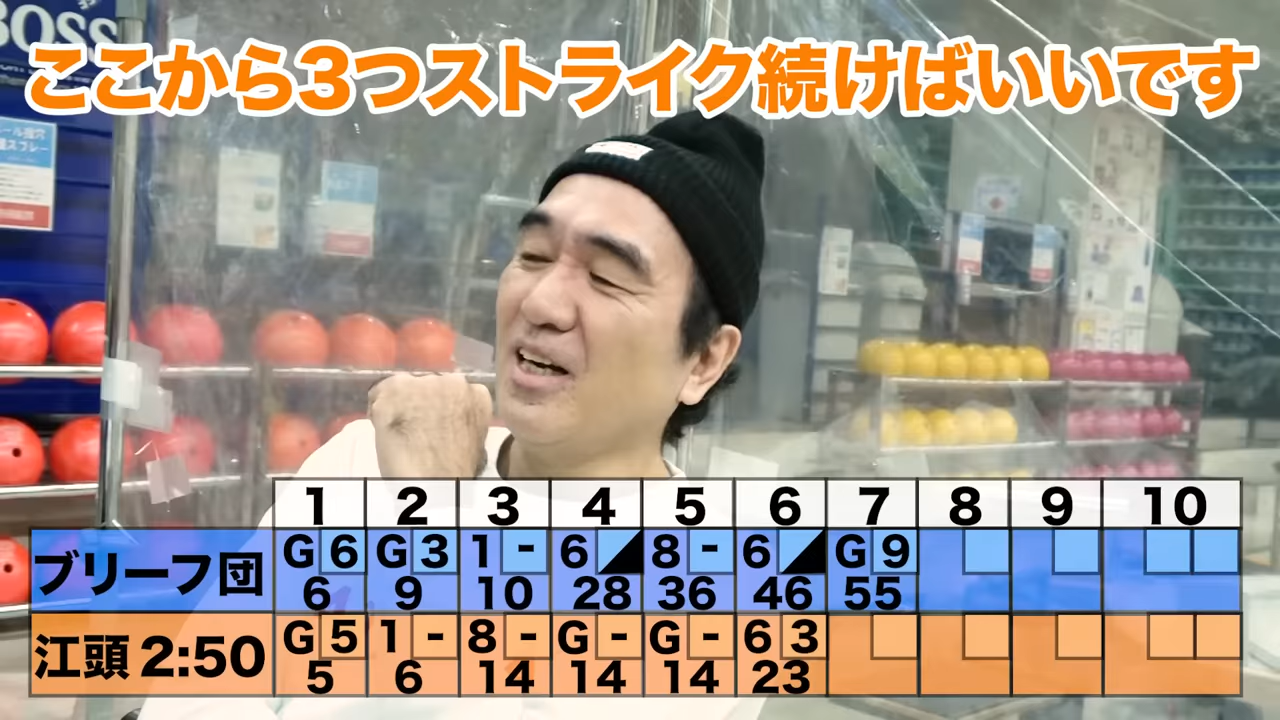 BOSS
ここから3つストライク続けばいいです
1 2 3 4 5 6 7 8 9 10
ブリーフ団 G 6 G 3 1 - 6 8 - 6 G 9
6 9 10 28 36 46 55
江頭 2:50 G 5 1 - 8 - G - G - 6 3
5 6 14 14 14 23